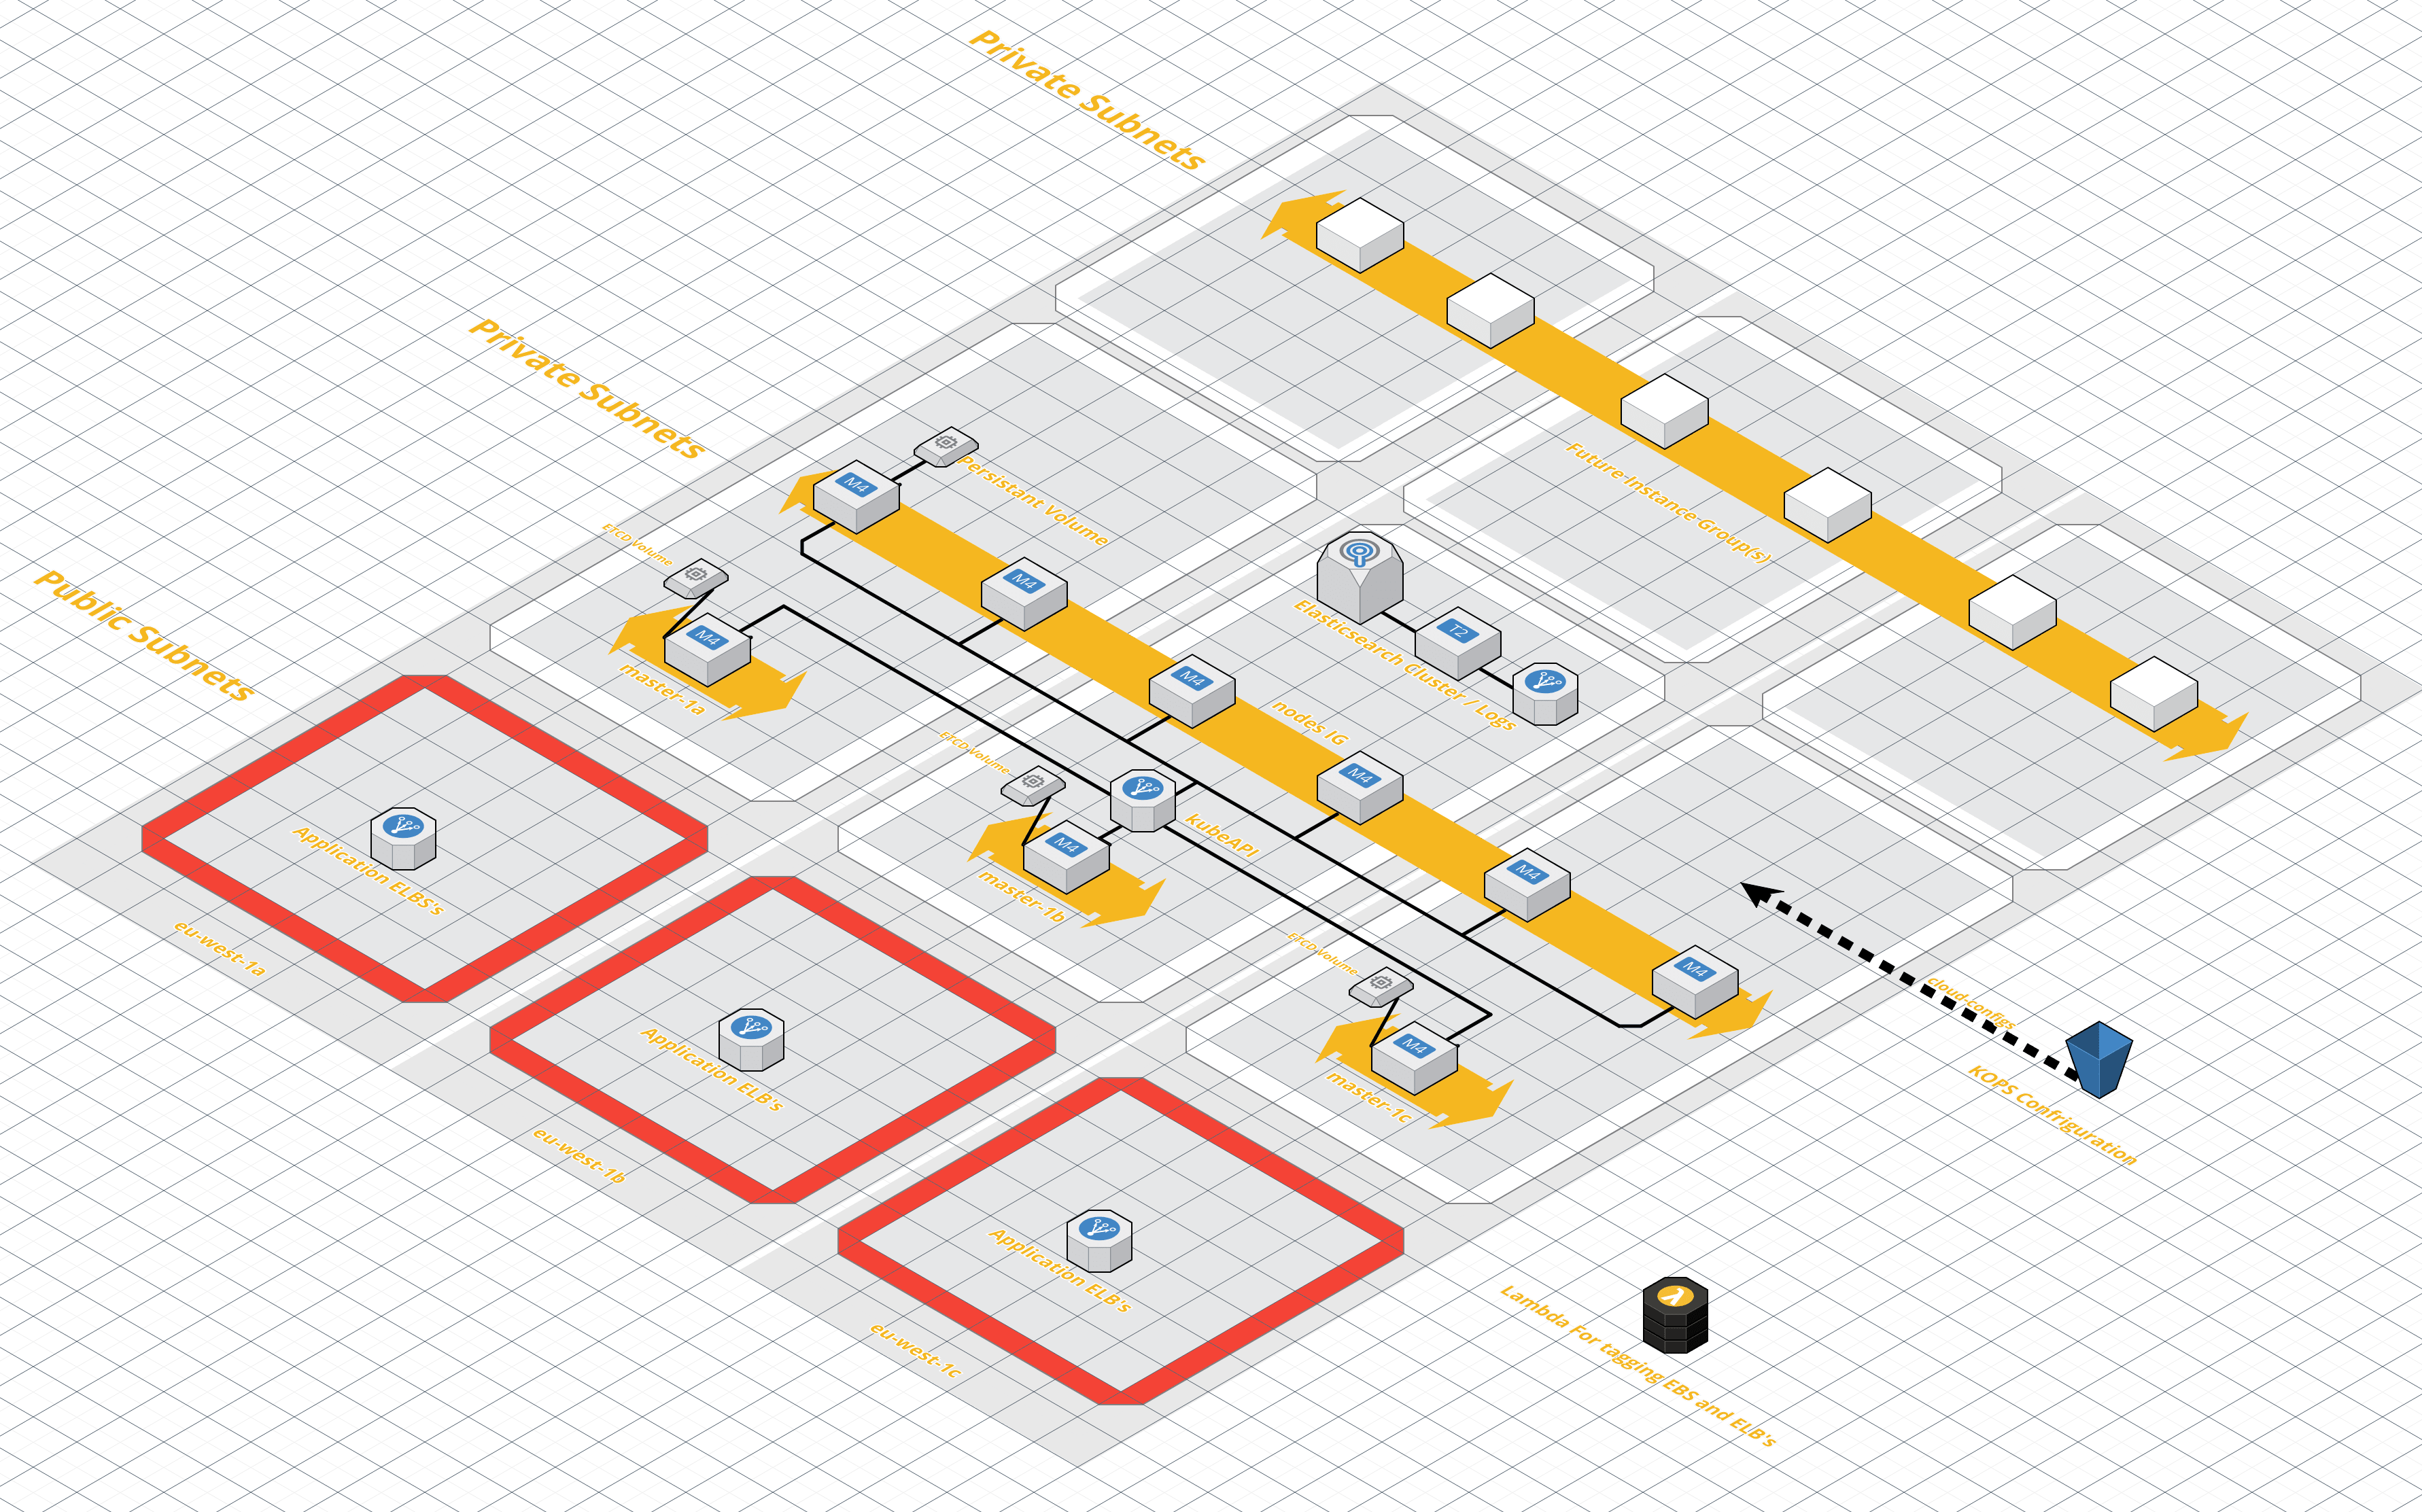 Private Subnets
Private Subnets
Public Subnets
M4
Persistant Volume
ETCD Volume
M4
master-1a
M4
M4
M4
M4
M4
nodes IG
Future Instance Group(s)
Elasticsearch Cluster / Logs
T2
ETCD Volume
M4
master-1b
kubeAPI
ETCD Volume
M4
master-1c
Application ELBS's
eu-west-1a
Application ELB's
eu-west-1b
Application ELB's
eu-west-1c
cloud-configs
KOPS Confriguration
λ
Lambda For tagging EBS and ELB's